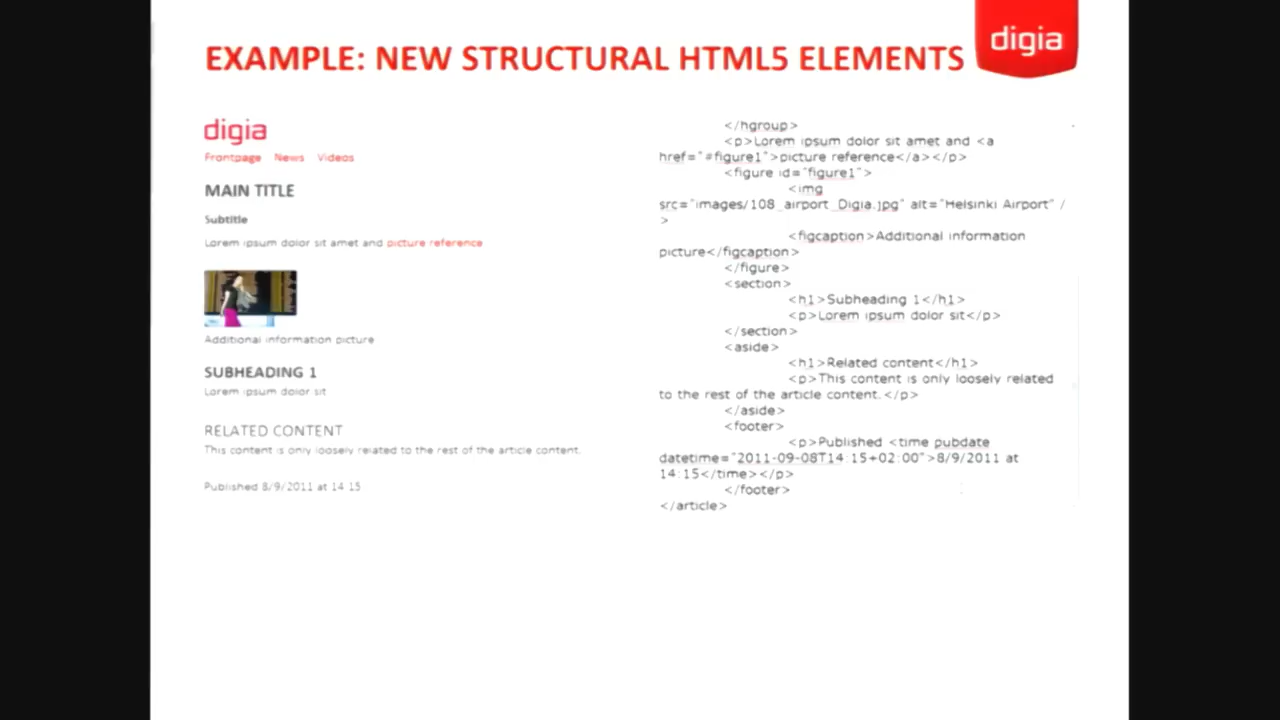 EXAMPLE: NEW STRUCTURAL HTML5 ELEMENTS
digia
digia
Frontpage News Videos
MAIN TITLE
Subtitle
Lorem ipsum dolor sit amet and picture reference
Additional information picture
SUBHEADING 1
Lorem ipsum dolor sit
RELATED CONTENT
This content is only loosely related to the rest of the article content.
Published 8/9/2011 at 14:15
</hgroup>
<p>Lorem ipsum dolor sit amet and <a
href="#figure1">picture reference</a></p>
<figure id="figure1">
<img
src="images/108_airport_Digia.jpg" alt="Helsinki Airport" /
>
<figcaption>Additional information
picture</figcaption>
</figure>
<section>
<h1>Subheading 1</h1>
<p>Lorem ipsum dolor sit</p>
</section>
<aside>
<h1>Related content</h1>
<p>This content is only loosely related
to the rest of the article content.</p>
</aside>
<footer>
<p>Published <time pubdate
datetime="2011-09-08T14:15+02:00">8/9/2011 at
14:15</time></p>
</footer>
</article>